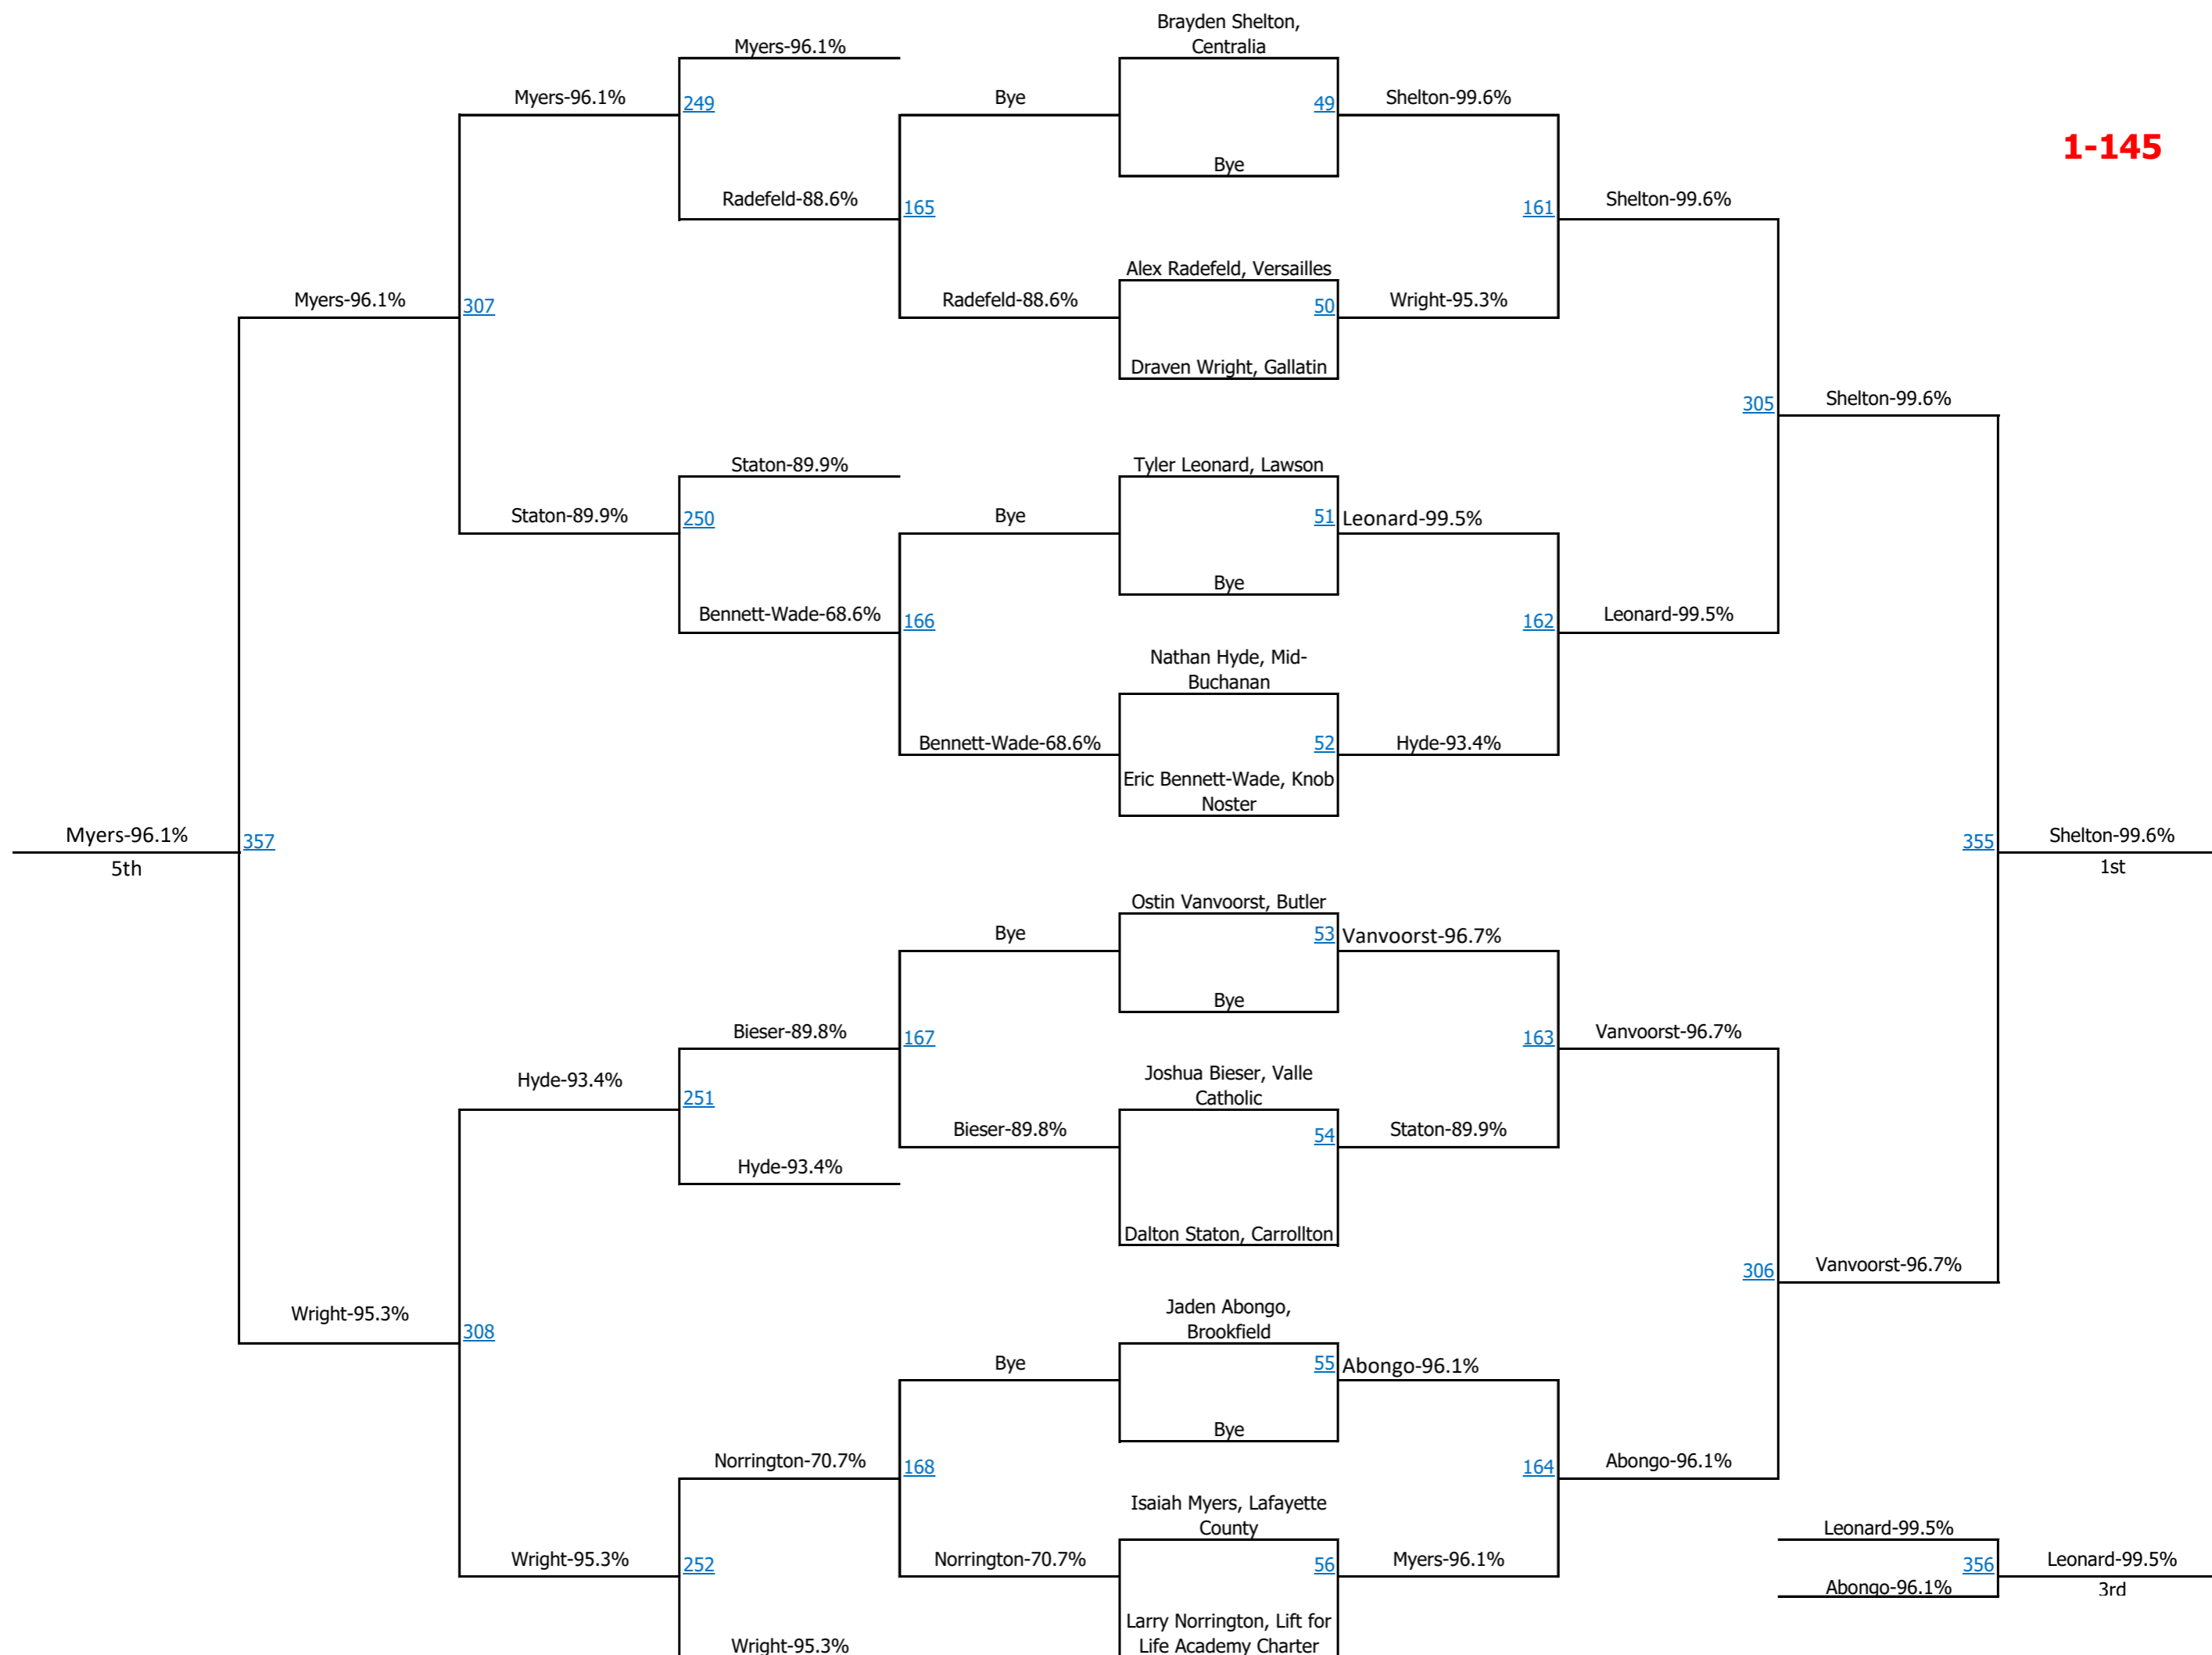 Brayden Shelton,
Centralia
Myers-96.1%
Myers-96.1%
249
Bye
49
Shelton-99.6%
1-145
Bye
Radefeld-88.6%
165
161
Shelton-99.6%
Alex Radefeld, Versailles
Myers-96.1%
307
Radefeld-88.6%
50
Wright-95.3%
Draven Wright, Gallatin
305
Shelton-99.6%
Staton-89.9%
Tyler Leonard, Lawson
Staton-89.9%
250
Bye
51
Leonard-99.5%
Bye
Bennett-Wade-68.6%
166
162
Leonard-99.5%
Nathan Hyde, Mid-
Buchanan
Bennett-Wade-68.6%
52
Hyde-93.4%
Eric Bennett-Wade, Knob
Noster
Myers-96.1%
357
355
Shelton-99.6%
5th
1st
Ostin Vanvoorst, Butler
Bye
53
Vanvoorst-96.7%
Bye
Bieser-89.8%
167
163
Vanvoorst-96.7%
Hyde-93.4%
251
Joshua Bieser, Valle
Catholic
Bieser-89.8%
54
Staton-89.9%
Hyde-93.4%
Dalton Staton, Carrollton
306
Vanvoorst-96.7%
Wright-95.3%
308
Jaden Abongo,
Brookfield
Bye
55
Abongo-96.1%
Bye
Norrington-70.7%
168
164
Abongo-96.1%
Isaiah Myers, Lafayette
County
Leonard-99.5%
Wright-95.3%
252
Norrington-70.7%
56
Myers-96.1%
356
Leonard-99.5%
Abongo-96.1%
3rd
Larry Norrington, Lift for
Life Academy Charter
Wright-95.3%